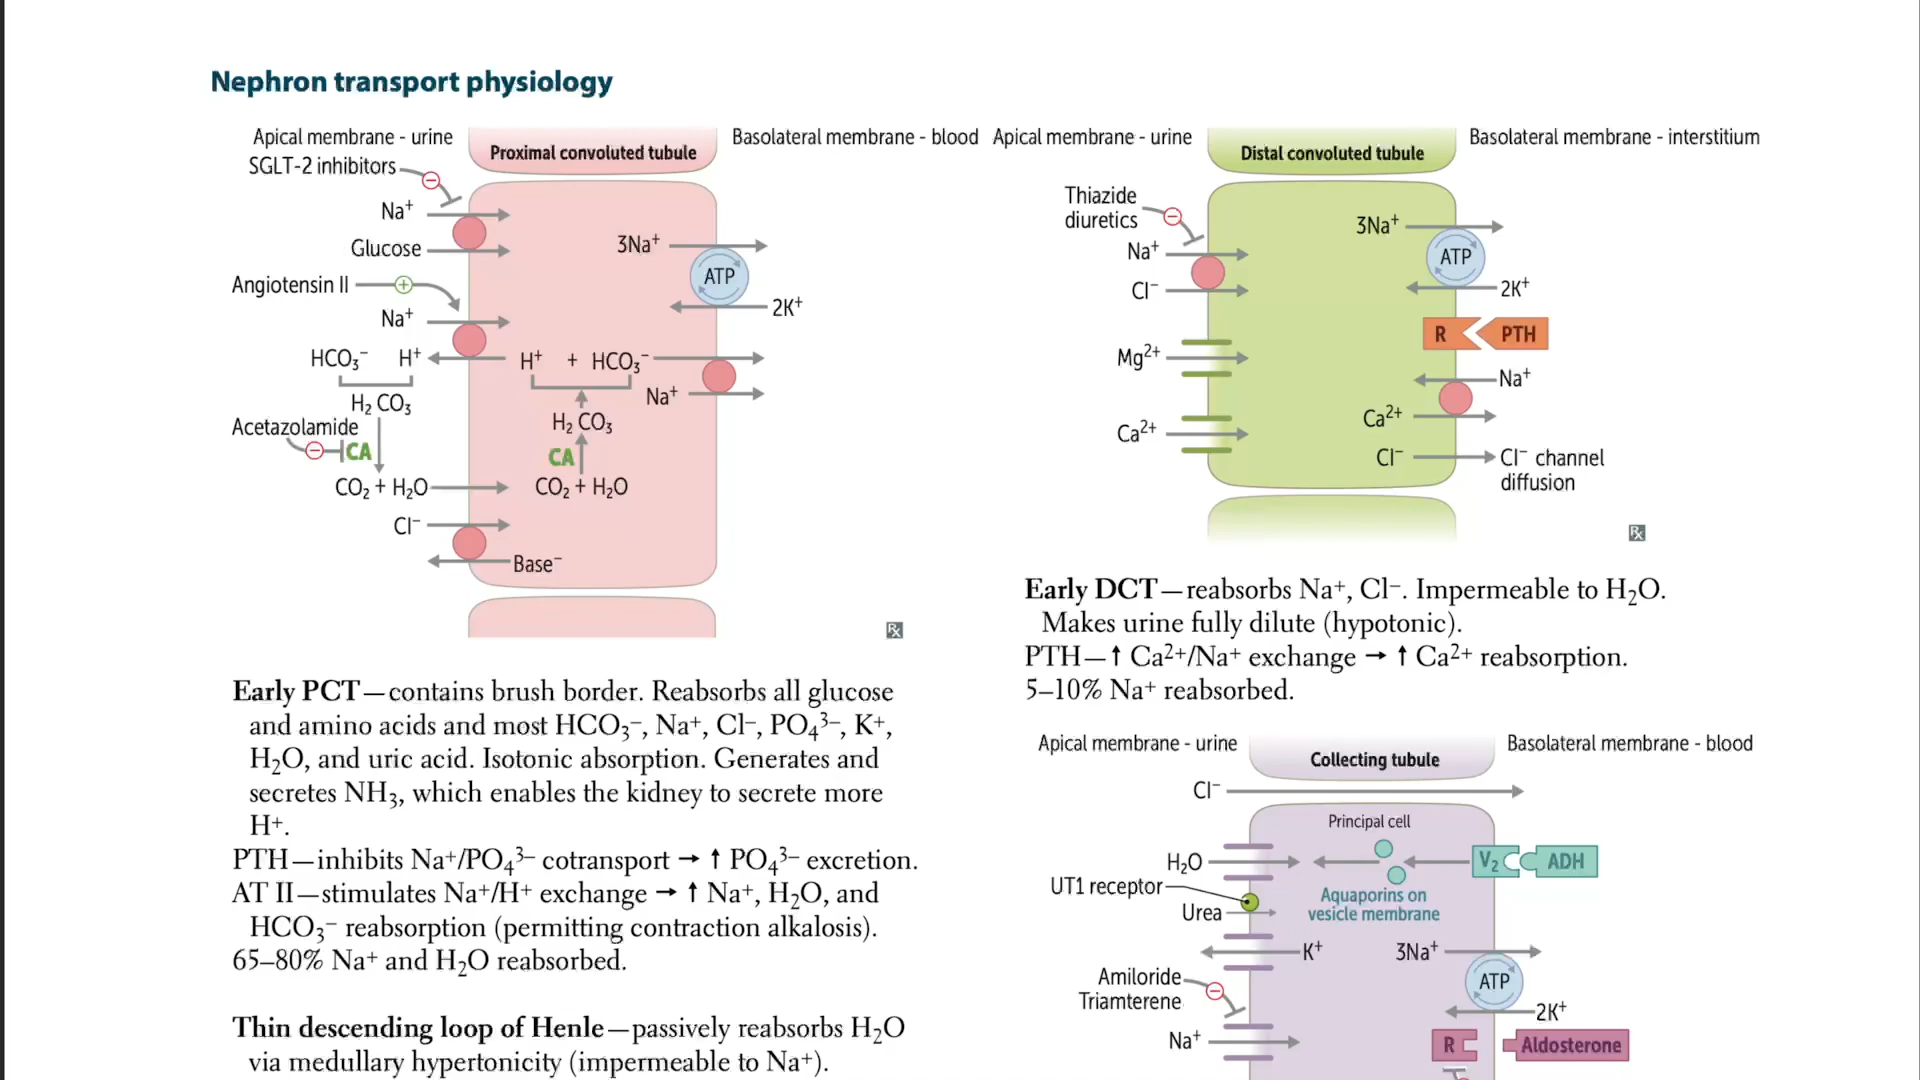 Nephron transport physiology
Apical membrane - urine
Proximal convoluted tubule
Basolateral membrane - blood
SGLT-2 inhibitors
Na⁺
Glucose
3Na⁺
ATP
2K⁺
Angiotensin II
Na⁺
HCO₃⁻ H⁺
H⁺ + HCO₃⁻
Na⁺
H₂ CO₃
H₂ CO₃
Acetazolamide
CA
CA
CO₂ + H₂O
CO₂ + H₂O
Cl⁻
Base⁻
Rx
Early PCT—contains brush border. Reabsorbs all glucose
and amino acids and most HCO₃⁻, Na⁺, Cl⁻, PO₄³⁻, K⁺,
H₂O, and uric acid. Isotonic absorption. Generates and
secretes NH₃, which enables the kidney to secrete more
H⁺.
PTH—inhibits Na⁺/PO₄³⁻ cotransport → ↑ PO₄³⁻ excretion.
AT II—stimulates Na⁺/H⁺ exchange → ↑ Na⁺, H₂O, and
HCO₃⁻ reabsorption (permitting contraction alkalosis).
65–80% Na⁺ and H₂O reabsorbed.
Thin descending loop of Henle—passively reabsorbs H₂O
via medullary hypertonicity (impermeable to Na⁺).
Apical membrane - urine
Distal convoluted tubule
Basolateral membrane - interstitium
Thiazide
diuretics
Na⁺
Cl⁻
3Na⁺
ATP
2K⁺
R PTH
Mg²⁺
Na⁺
Ca²⁺
Ca²⁺
Cl⁻
Cl⁻ channel
diffusion
Rx
Early DCT—reabsorbs Na⁺, Cl⁻. Impermeable to H₂O.
Makes urine fully dilute (hypotonic).
PTH—↑ Ca²⁺/Na⁺ exchange → ↑ Ca²⁺ reabsorption.
5–10% Na⁺ reabsorbed.
Apical membrane - urine
Collecting tubule
Basolateral membrane - blood
Cl⁻
Principal cell
H₂O
V₂ ADH
UT1 receptor
Aquaporins on
vesicle membrane
Urea
K⁺
3Na⁺
ATP
2K⁺
Amiloride
Triamterene
Na⁺
R Aldosterone